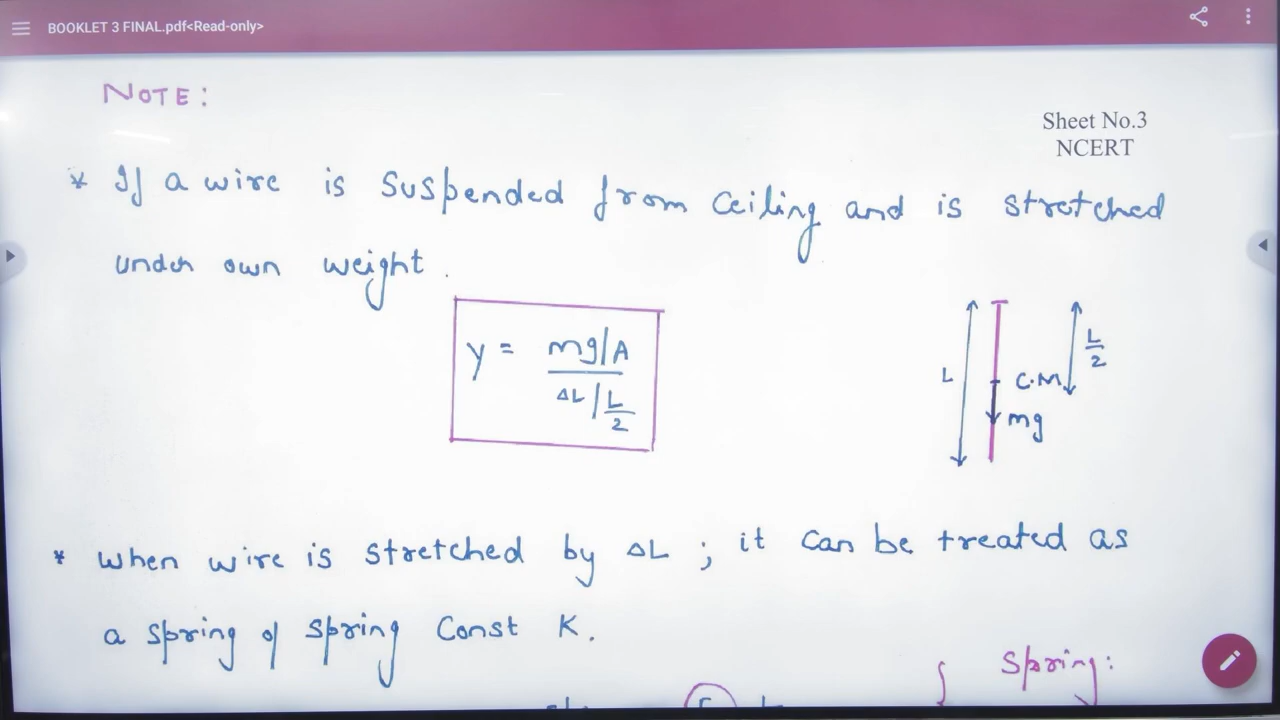 BOOKLET 3 FINAL.pdf<Read-only>
NOTE:
Sheet No.3
NCERT
* If a wire is suspended from ceiling and is stretched
under own weight.
Y = mg/A
ΔL / L/2
L
C.M
L/2
mg
* When wire is stretched by ΔL ; it can be treated as
a spring of spring Const K.
Spring: